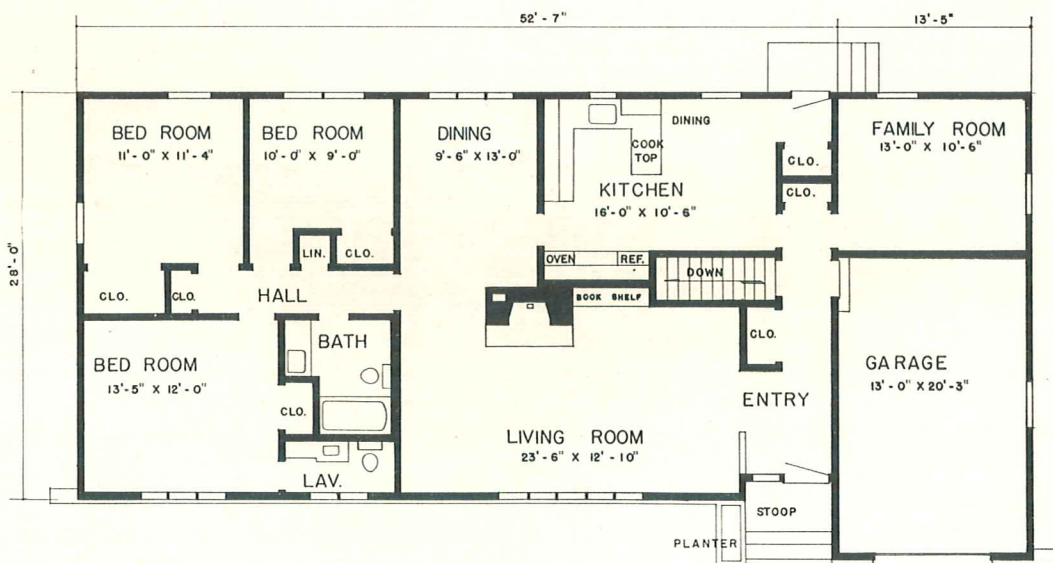 52'-7"
13'-5"
28'-0"
BED ROOM
11'-0" X 11'-4"
BED ROOM
10'-0" X 9'-0"
DINING
9'-6" X 13'-0"
DINING
COOK
TOP
KITCHEN
16'-0" X 10'-6"
CLO.
CLO.
FAMILY ROOM
13'-0" X 10'-6"
LIN.
CLO.
OVEN
REF.
DOWN
CLO.
CLO.
HALL
BOOK SHELF
BATH
CLO.
BED ROOM
13'-5" X 12'-0"
CLO.
GARAGE
13'-0" X 20'-3"
ENTRY
LIVING ROOM
23'-6" X 12'-10"
LAV.
STOOP
PLANTER